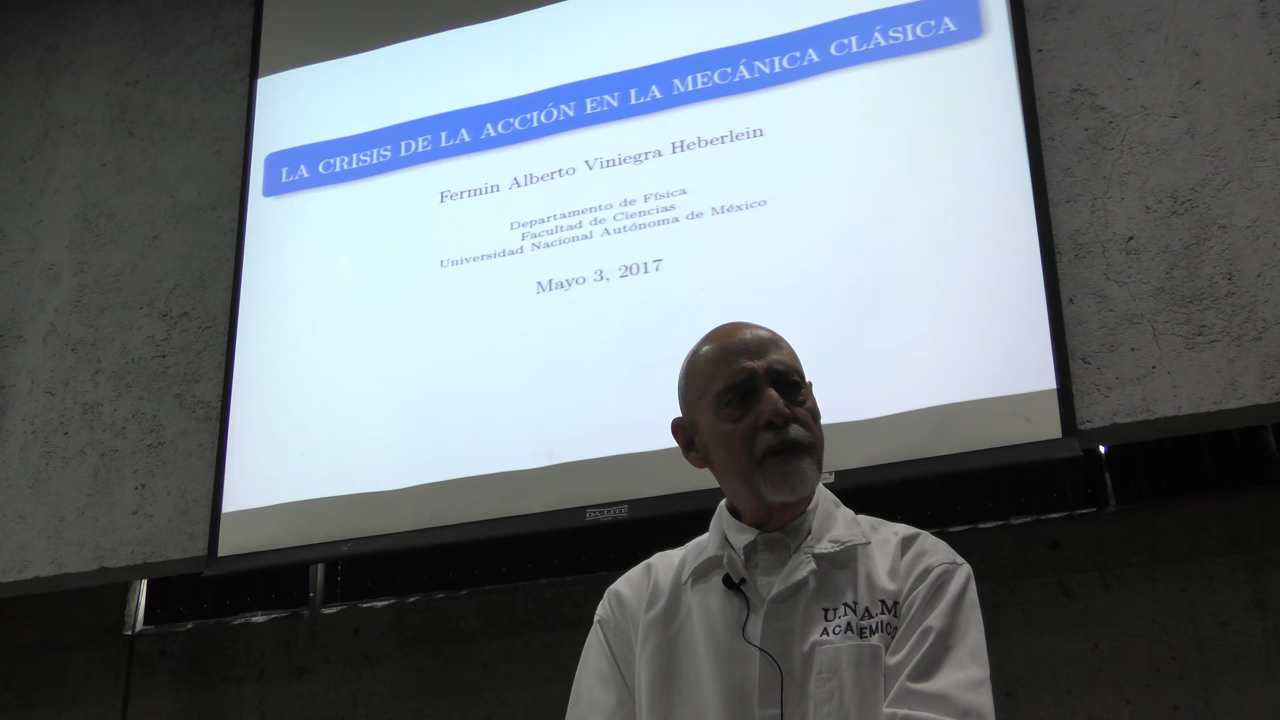 LA CRISIS DE LA ACCIÓN EN LA MECÁNICA CLÁSICA
Fermin Alberto Viniegra Heberlein
Departamento de Física
Facultad de Ciencias
Universidad Nacional Autónoma de México
Mayo 3, 2017
DA-LITE
U.N.A.M
ACADEMICO